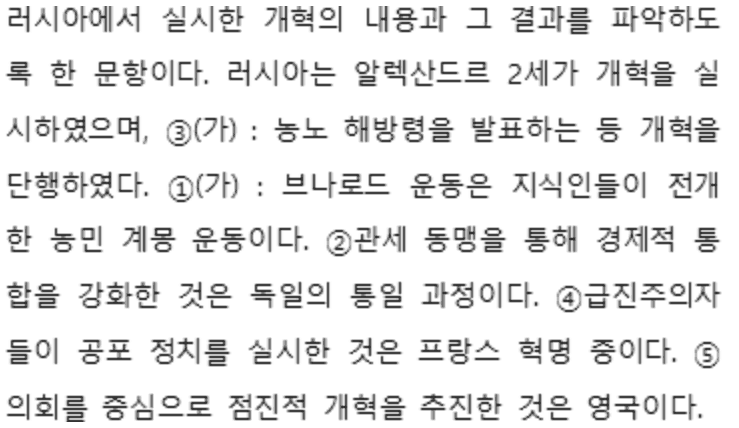 러시아에서 실시한 개혁의 내용과 그 결과를 파악하도
록 한 문항이다. 러시아는 알렉산드르 2세가 개혁을 실
시하였으며, ③(가) : 농노 해방령을 발표하는 등 개혁을
단행하였다. ①(가) : 브나로드 운동은 지식인들이 전개
한 농민 계몽 운동이다. ②관세 동맹을 통해 경제적 통
합을 강화한 것은 독일의 통일 과정이다. ④급진주의자
들이 공포 정치를 실시한 것은 프랑스 혁명 중이다. ⑤
의회를 중심으로 점진적 개혁을 추진한 것은 영국이다.